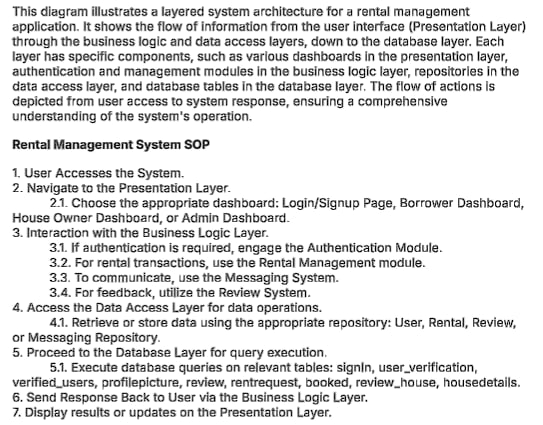 This diagram illustrates a layered system architecture for a rental management
application. It shows the flow of information from the user interface (Presentation Layer)
through the business logic and data access layers, down to the database layer. Each
layer has specific components, such as various dashboards in the presentation layer,
authentication and management modules in the business logic layer, repositories in the
data access layer, and database tables in the database layer. The flow of actions is
depicted from user access to system response, ensuring a comprehensive
understanding of the system's operation.
Rental Management System SOP
1. User Accesses the System.
2. Navigate to the Presentation Layer.
2.1. Choose the appropriate dashboard: Login/Signup Page, Borrower Dashboard,
House Owner Dashboard, or Admin Dashboard.
3. Interaction with the Business Logic Layer.
3.1. If authentication is required, engage the Authentication Module.
3.2. For rental transactions, use the Rental Management module.
3.3. To communicate, use the Messaging System.
3.4. For feedback, utilize the Review System.
4. Access the Data Access Layer for data operations.
4.1. Retrieve or store data using the appropriate repository: User, Rental, Review,
or Messaging Repository.
5. Proceed to the Database Layer for query execution.
5.1. Execute database queries on relevant tables: signIn, user_verification,
verified_users, profilepicture, review, rentrequest, booked, review_house, housedetails.
6. Send Response Back to User via the Business Logic Layer.
7. Display results or updates on the Presentation Layer.